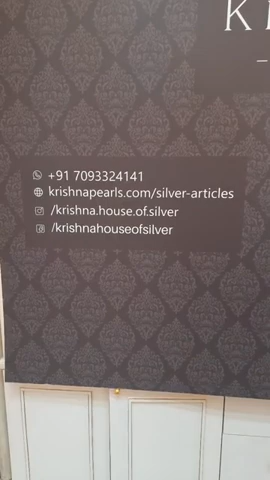 +91 7093324141
krishnapearls.com/silver-articles
/krishna.house.of.silver
/krishnahouseofsilver